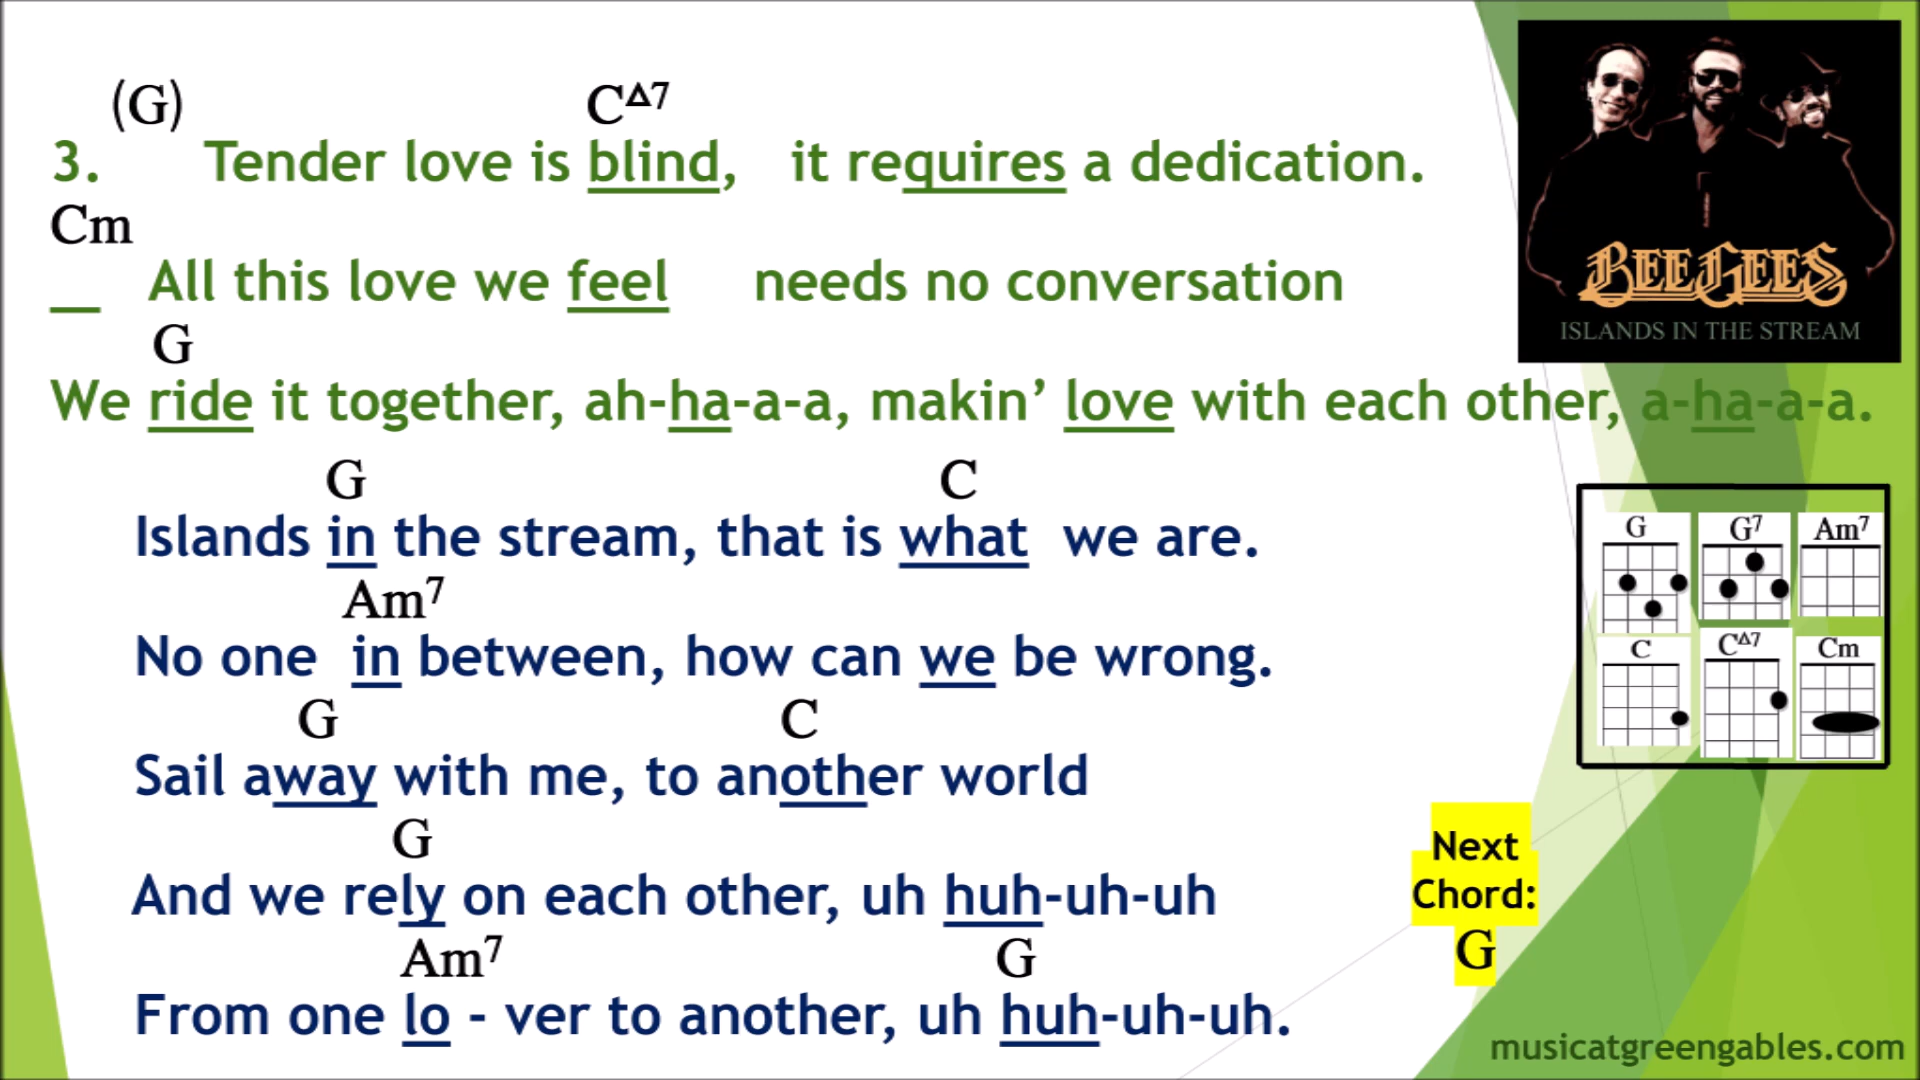 (G) C△7
3. Tender love is blind, it requires a dedication.
Cm
__ All this love we feel needs no conversation
G
We ride it together, ah-ha-a-a, makin’ love with each other, a-ha-a-a.
G C
Islands in the stream, that is what we are.
Am7
No one in between, how can we be wrong.
G C
Sail away with me, to another world
G
And we rely on each other, uh huh-uh-uh
Am7 G
From one lo - ver to another, uh huh-uh-uh.
BEE GEES
ISLANDS IN THE STREAM
G G7 Am7
C C△7 Cm
Next
Chord:
G
musicatgreengables.com